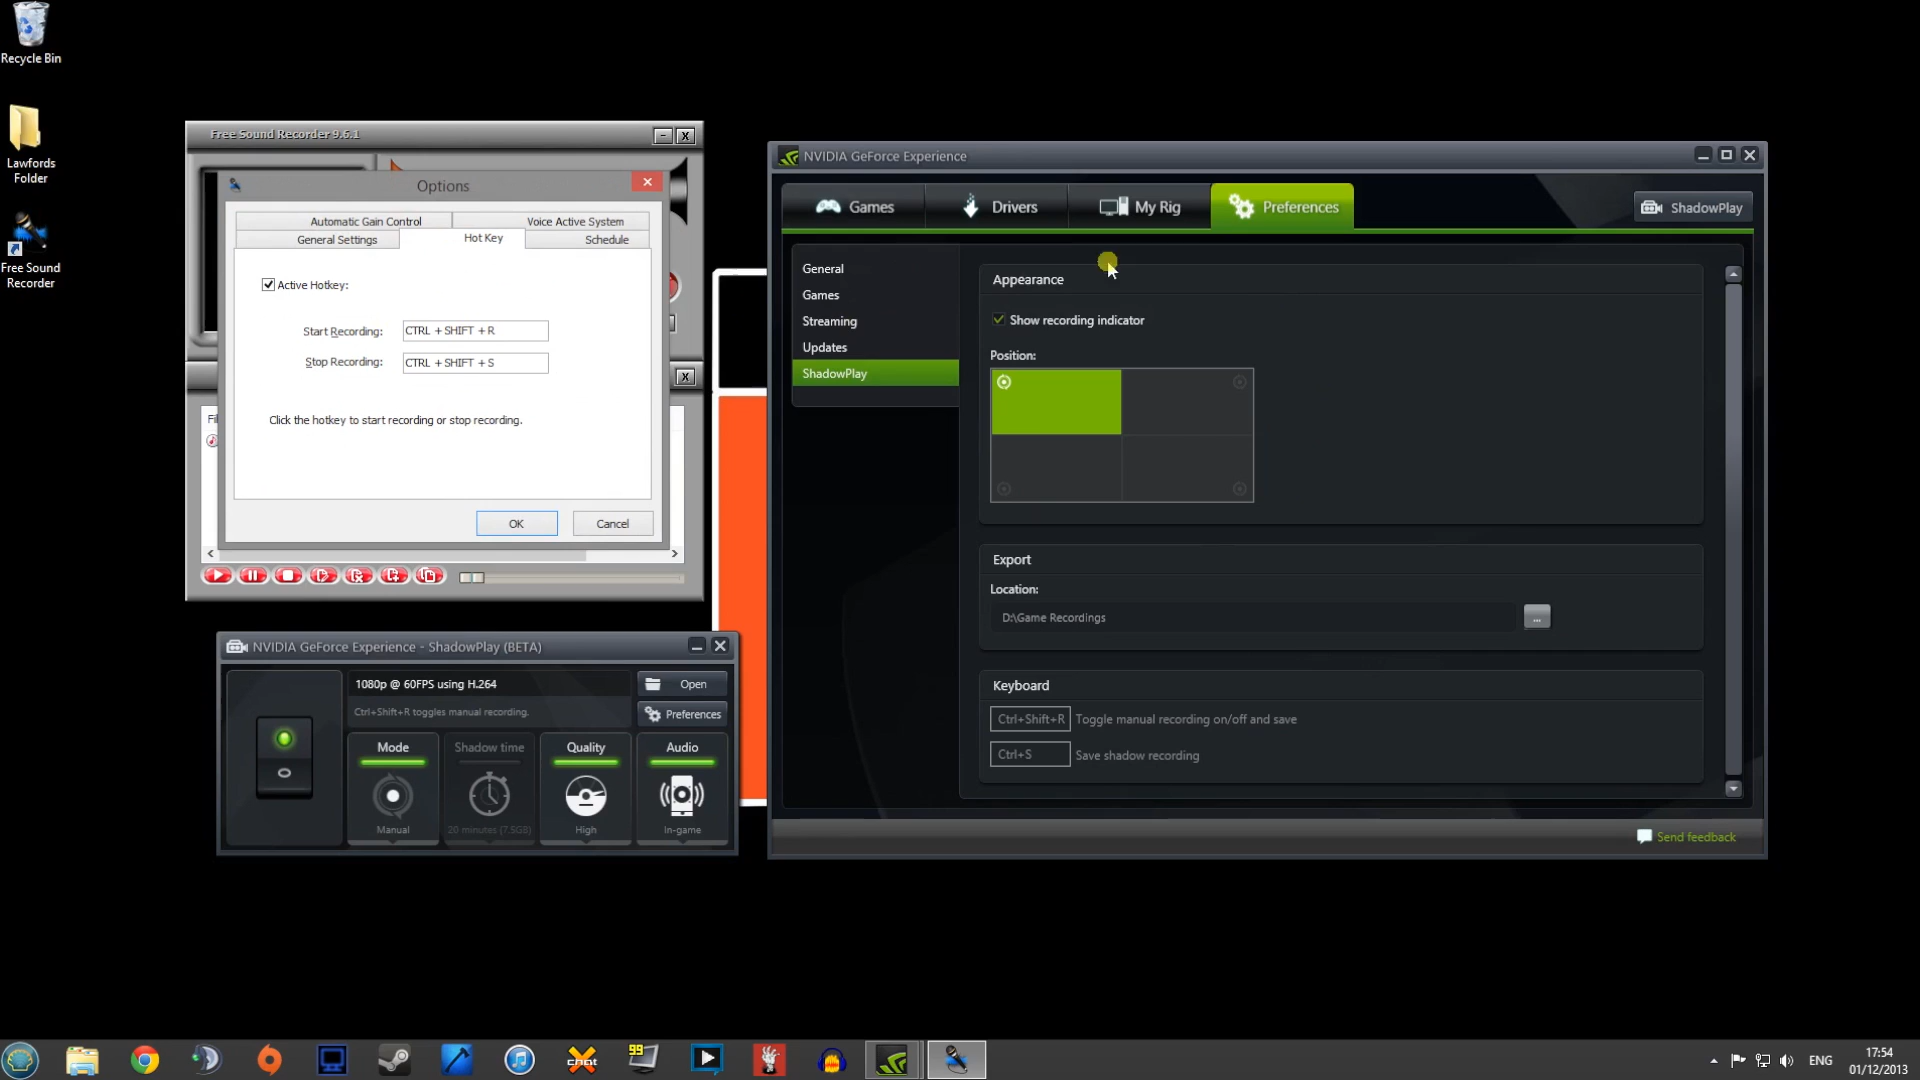 Recycle Bin
Lawfords
Folder
Free Sound
Recorder
Free Sound Recorder 9.6.1
Options
Automatic Gain Control
Voice Active System
General Settings
Hot Key
Schedule
Active Hotkey:
Start Recording:
CTRL + SHIFT + R
Stop Recording:
CTRL + SHIFT + S
Click the hotkey to start recording or stop recording.
OK
Cancel
NVIDIA GeForce Experience - ShadowPlay (BETA)
1080p @ 60FPS using H.264
Ctrl+Shift+R toggles manual recording.
Open
Preferences
Mode
Manual
Shadow time
20 minutes (7.5GB)
Quality
High
Audio
In-game
NVIDIA GeForce Experience
Games
Drivers
My Rig
Preferences
ShadowPlay
General
Games
Streaming
Updates
ShadowPlay
Appearance
Show recording indicator
Position:
Export
Location:
D:\Game Recordings
...
Keyboard
Ctrl+Shift+R Toggle manual recording on/off and save
Ctrl+S Save shadow recording
Send feedback
chat
99
ENG
17:54
01/12/2013